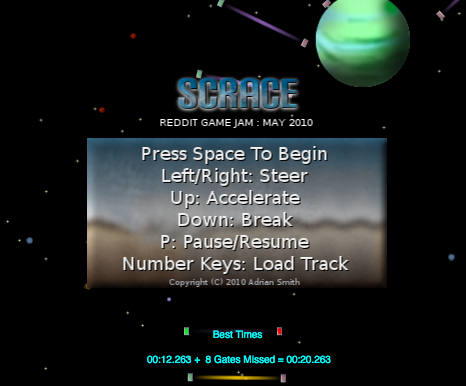 SCRACE
REDDIT GAME JAM : MAY 2010
Press Space To Begin
Left/Right: Steer
Up: Accelerate
Down: Break
P: Pause/Resume
Number Keys: Load Track
Copyright (C) 2010 Adrian Smith
Best Times
00:12.263 + 8 Gates Missed = 00:20.263